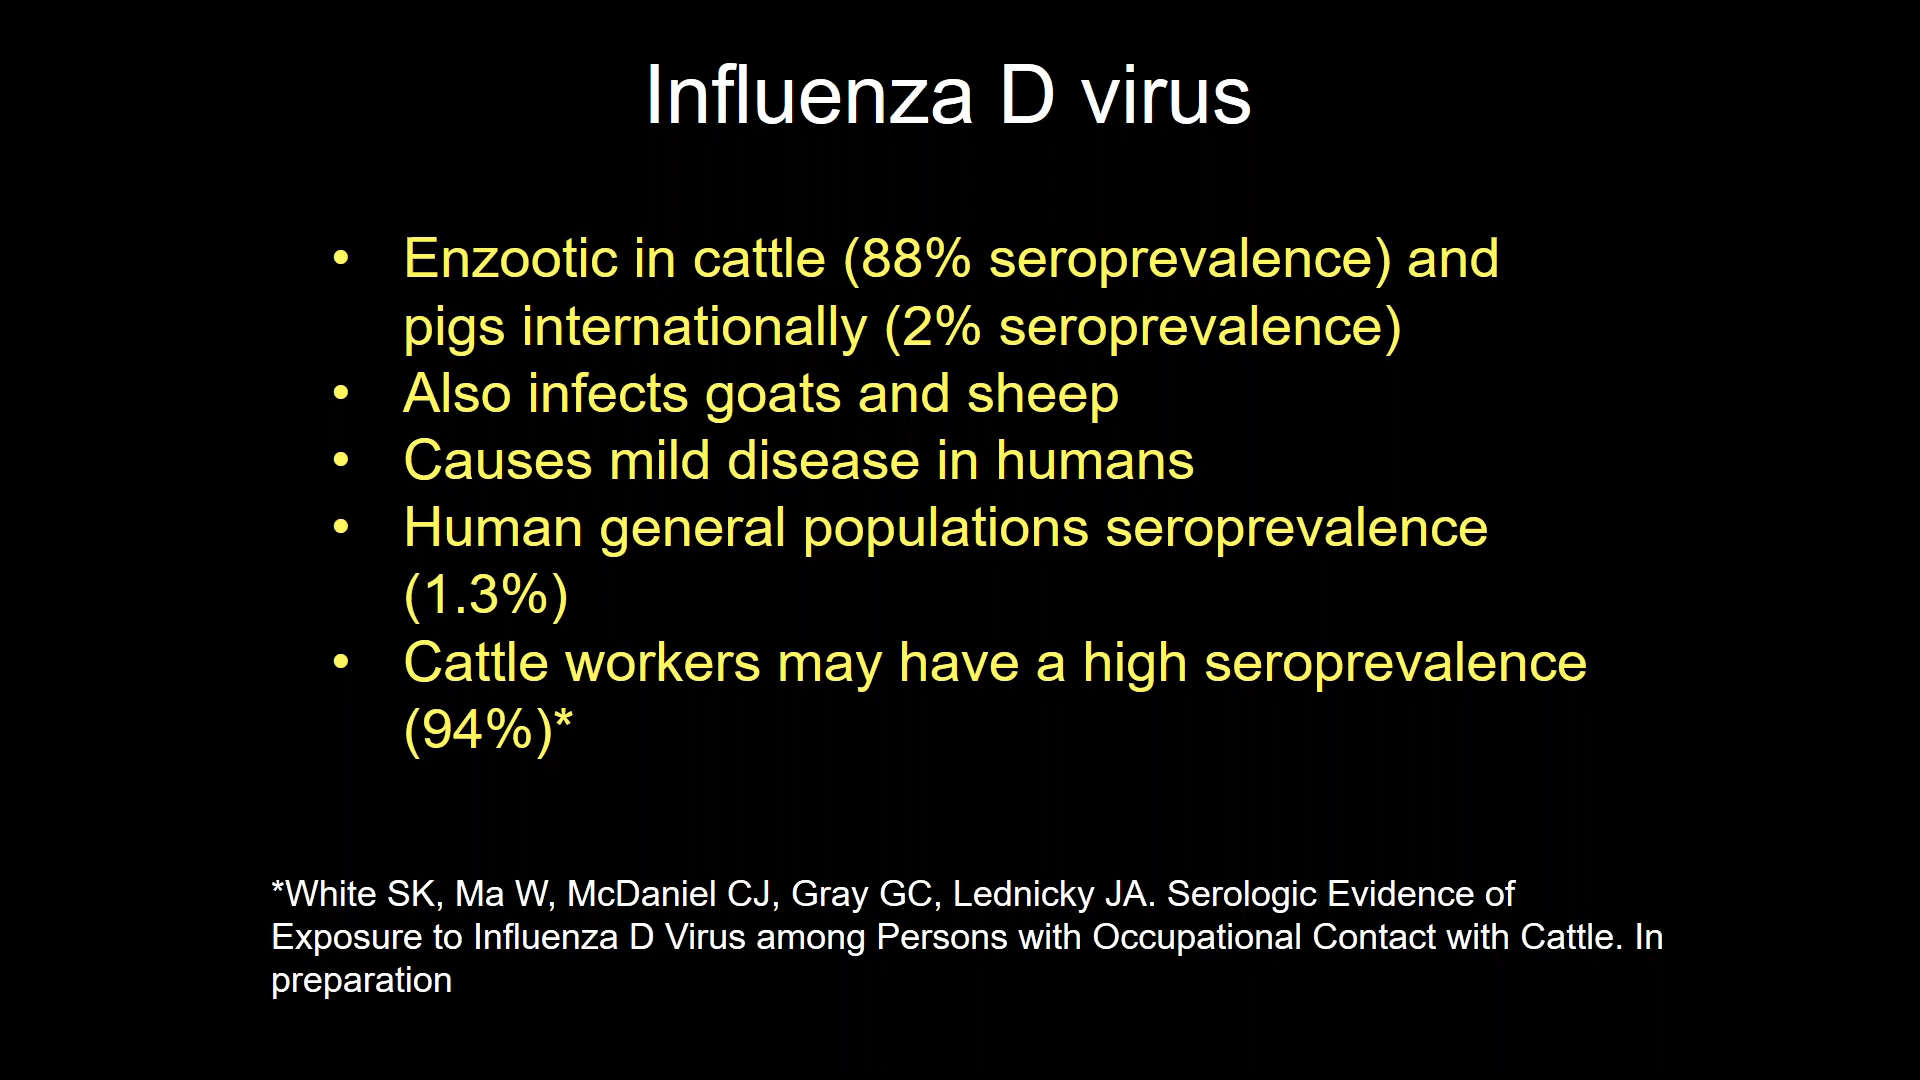 Influenza D virus
• Enzootic in cattle (88% seroprevalence) and
pigs internationally (2% seroprevalence)
• Also infects goats and sheep
• Causes mild disease in humans
• Human general populations seroprevalence
(1.3%)
• Cattle workers may have a high seroprevalence
(94%)*
*White SK, Ma W, McDaniel CJ, Gray GC, Lednicky JA. Serologic Evidence of
Exposure to Influenza D Virus among Persons with Occupational Contact with Cattle. In
preparation